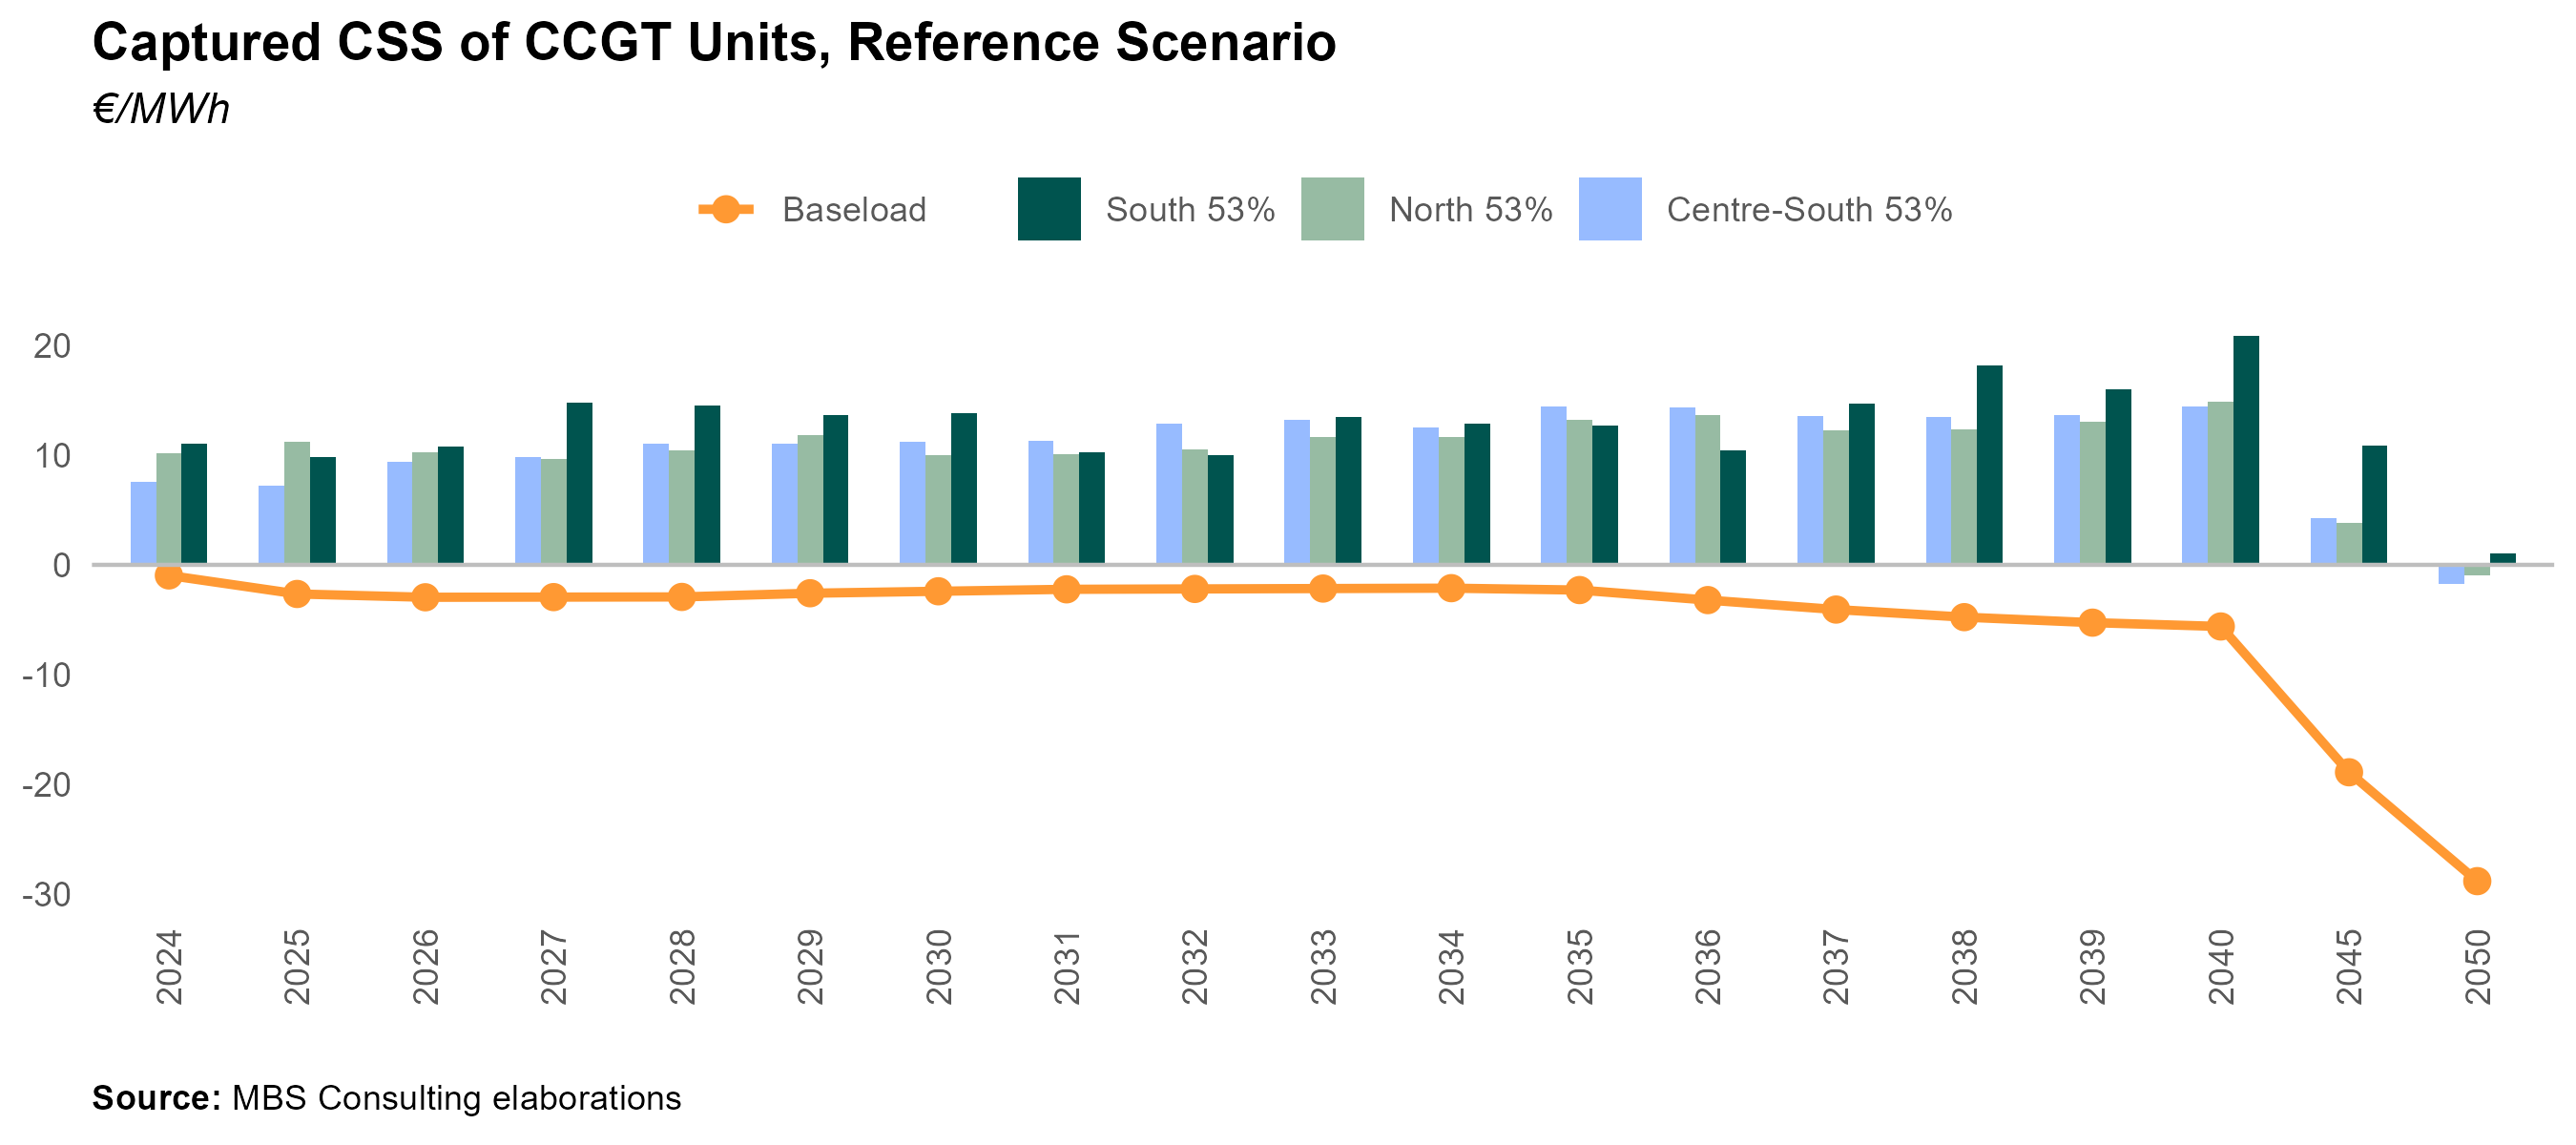 Captured CSS of CCGT Units, Reference Scenario
€/MWh
Baseload South 53% North 53% Centre-South 53%
20
10
0
-10
-20
-30
2024 2025 2026 2027 2028 2029 2030 2031 2032 2033 2034 2035 2036 2037 2038 2039 2040 2045 2050
Source: MBS Consulting elaborations